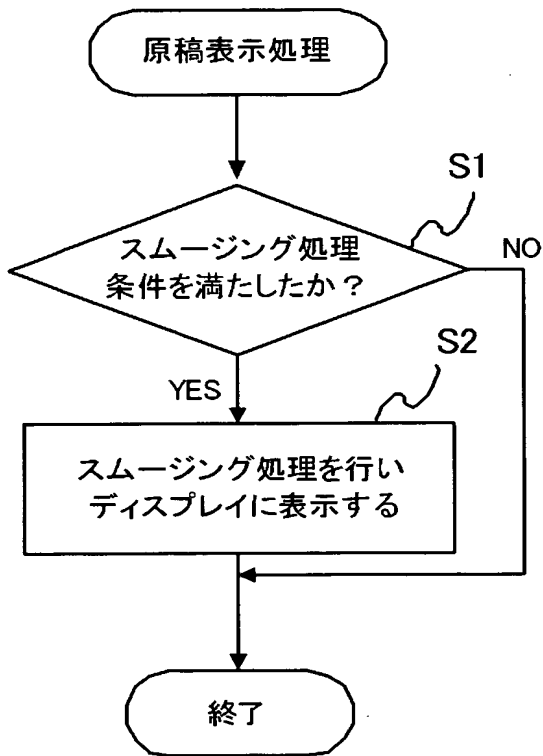 原稿表示処理
S1
スムージング処理
条件を満たしたか？
NO
S2
YES
スムージング処理を行い
ディスプレイに表示する
終了